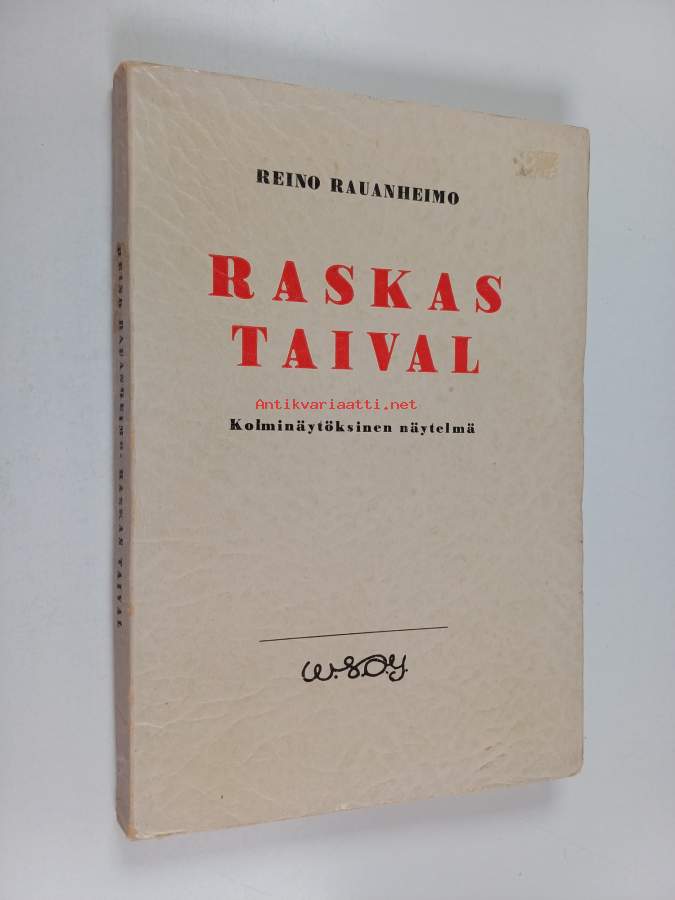 REINO RAUANHEIMO
RASKAS
TAIVAL
Antikvariaatti.net
Kolminäytöksinen näytelmä
W.S.O.Y.
REINO RAUANHEIMO: RASKAS TAIVAL